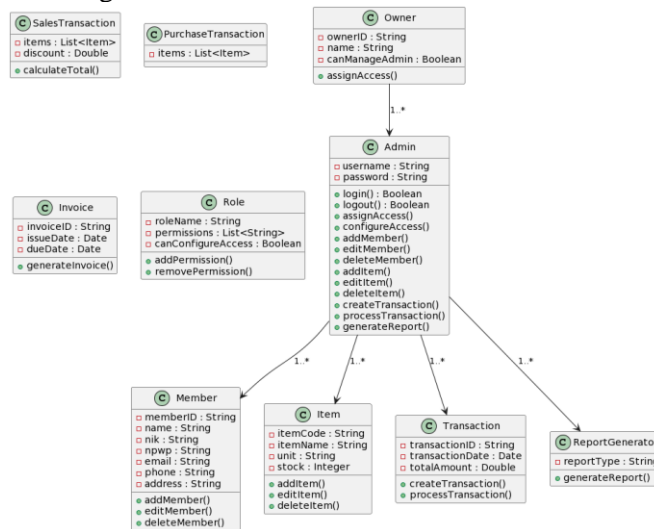 C SalesTransaction
items : List<Item>
discount : Double
calculateTotal()
C PurchaseTransaction
items : List<Item>
C Owner
ownerID : String
name : String
canManageAdmin : Boolean
assignAccess()
1..*
C Admin
username : String
password : String
login() : Boolean
logout() : Boolean
assignAccess()
configureAccess()
addMember()
editMember()
deleteMember()
addItem()
editItem()
deleteItem()
createTransaction()
processTransaction()
generateReport()
C Invoice
invoiceID : String
issueDate : Date
dueDate : Date
generateInvoice()
C Role
roleName : String
permissions : List<String>
canConfigureAccess : Boolean
addPermission()
removePermission()
1..*
1..*
1..*
1..*
C Member
memberID : String
name : String
nik : String
npwp : String
email : String
phone : String
address : String
addMember()
editMember()
deleteMember()
C Item
itemCode : String
itemName : String
unit : String
stock : Integer
addItem()
editItem()
deleteItem()
C Transaction
transactionID : String
transactionDate : Date
totalAmount : Double
createTransaction()
processTransaction()
C ReportGenerator
reportType : String
generateReport()